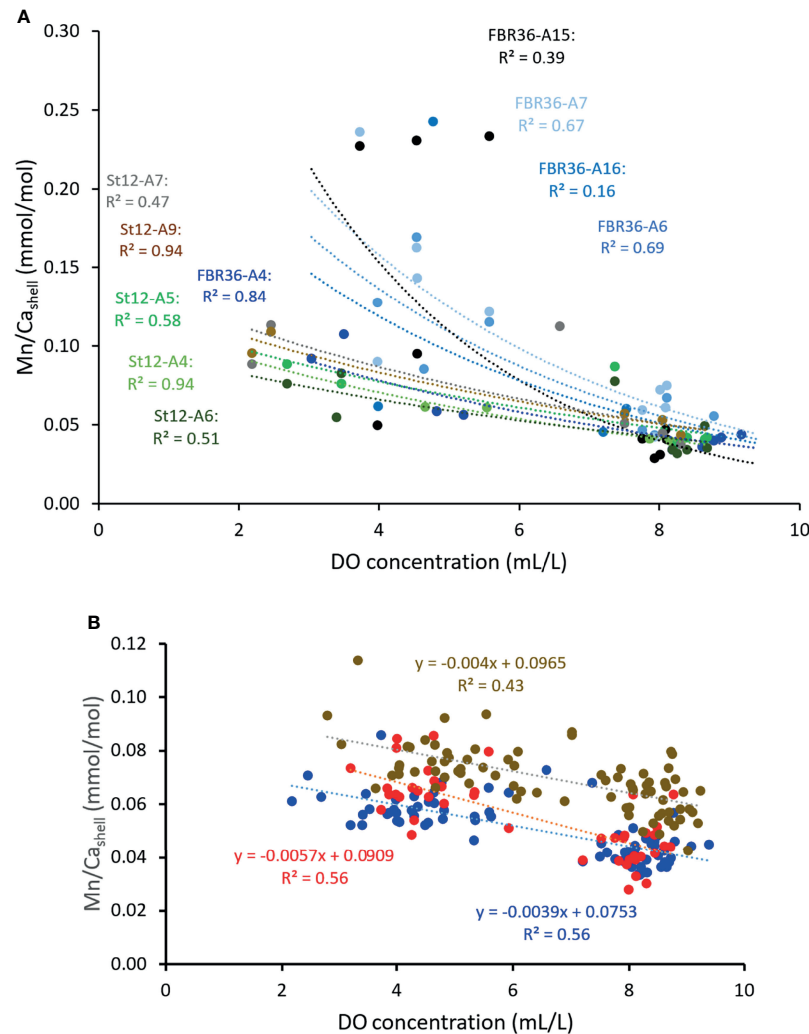 A
0.30
0.25
0.20
0.15
0.10
0.05
0.00
Mn/Ca shell (mmol/mol)
FBR36-A15:
R² = 0.39
FBR36-A7
R² = 0.67
FBR36-A16:
R² = 0.16
FBR36-A6
R² = 0.69
St12-A7:
R² = 0.47
St12-A9:
R² = 0.94
FBR36-A4:
R² = 0.84
St12-A5:
R² = 0.58
St12-A4:
R² = 0.94
St12-A6:
R² = 0.51
0 2 4 6 8 10
DO concentration (mL/L)
B
0.12
0.10
0.08
0.06
0.04
0.02
0.00
Mn/Ca shell (mmol/mol)
y = -0.004x + 0.0965
R² = 0.43
y = -0.0057x + 0.0909
R² = 0.56
y = -0.0039x + 0.0753
R² = 0.56
0 2 4 6 8 10
DO concentration (mL/L)